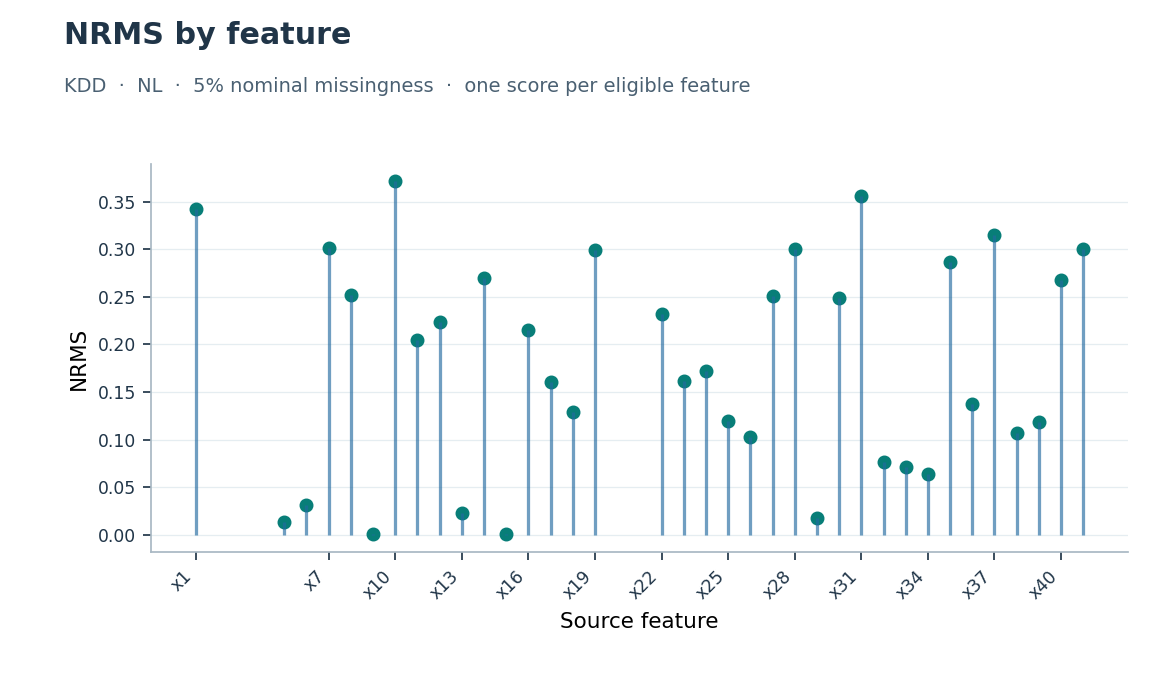 NRMS by feature
KDD · NL · 5% nominal missingness · one score per eligible feature
NRMS
0.35
0.30
0.25
0.20
0.15
0.10
0.05
0.00
x1 x7 x10 x13 x16 x19 x22 x25 x28 x31 x34 x37 x40
Source feature